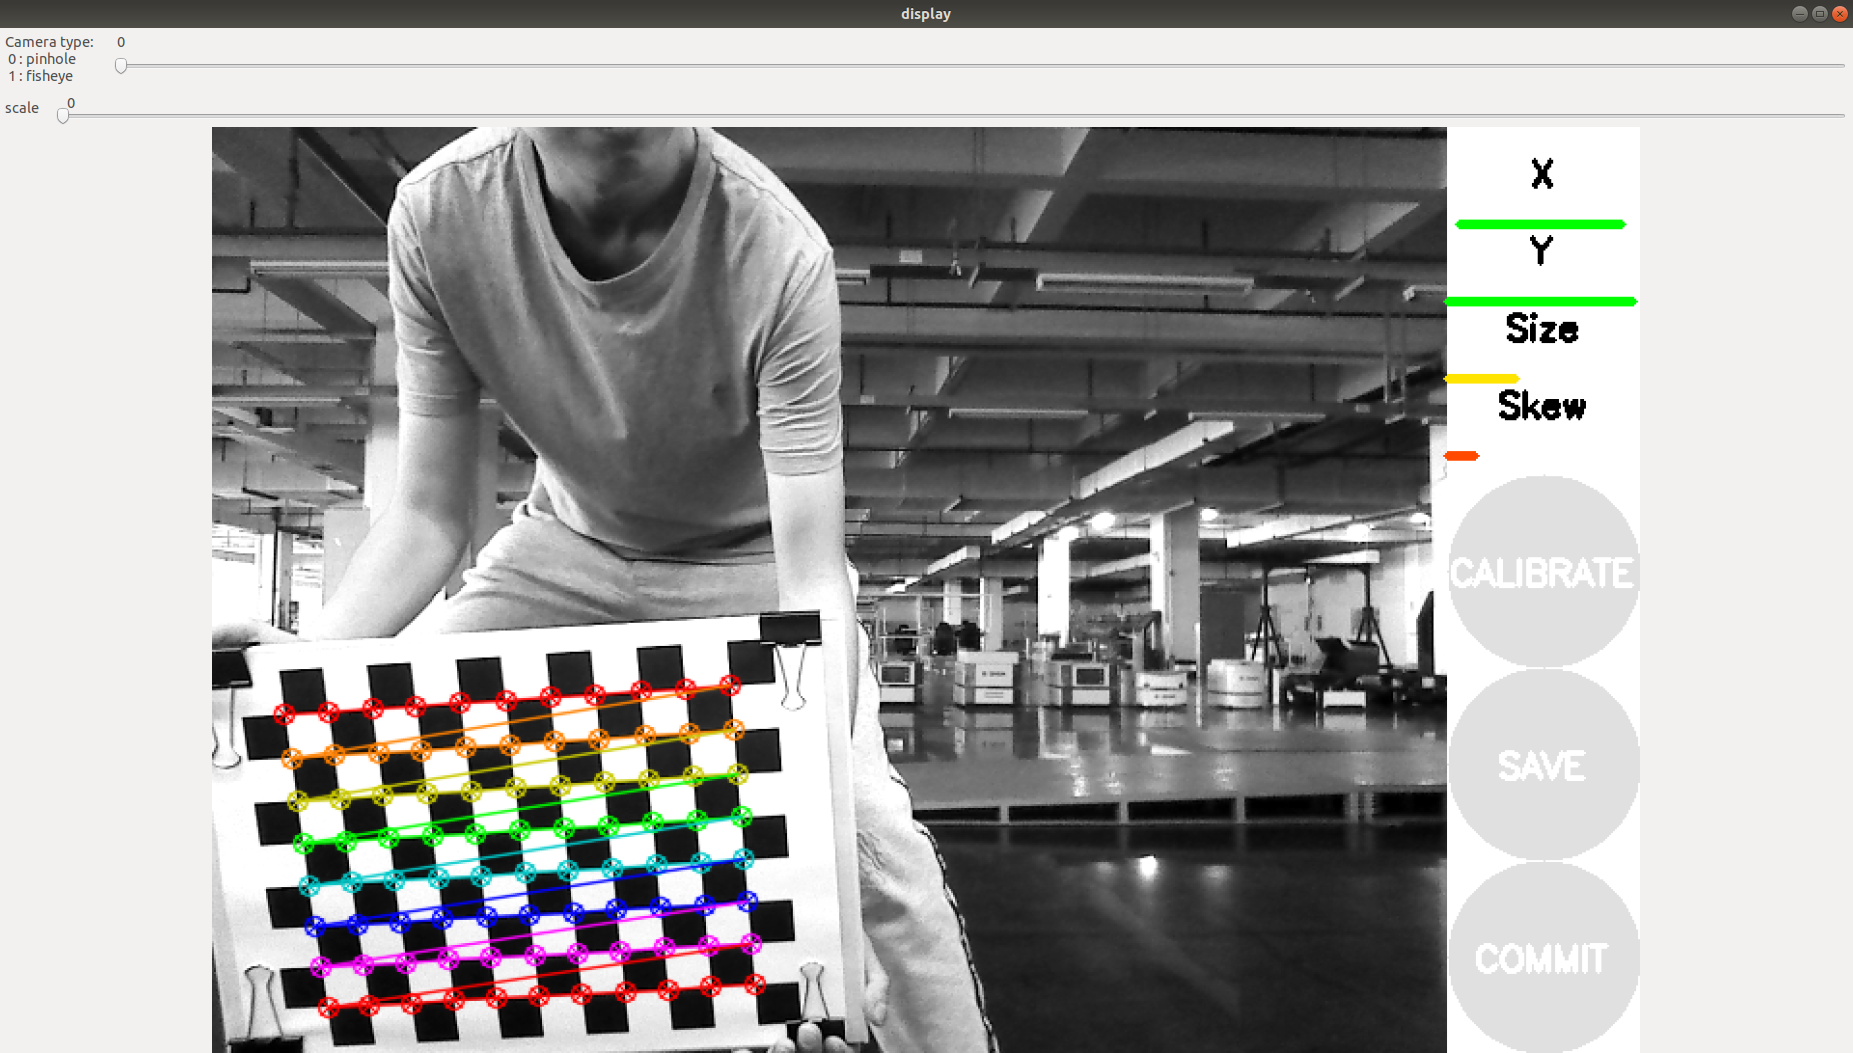 display
Camera type: 0
0 : pinhole
1 : fisheye
scale 0
X
Y
Size
Skew
CALIBRATE
SAVE
COMMIT